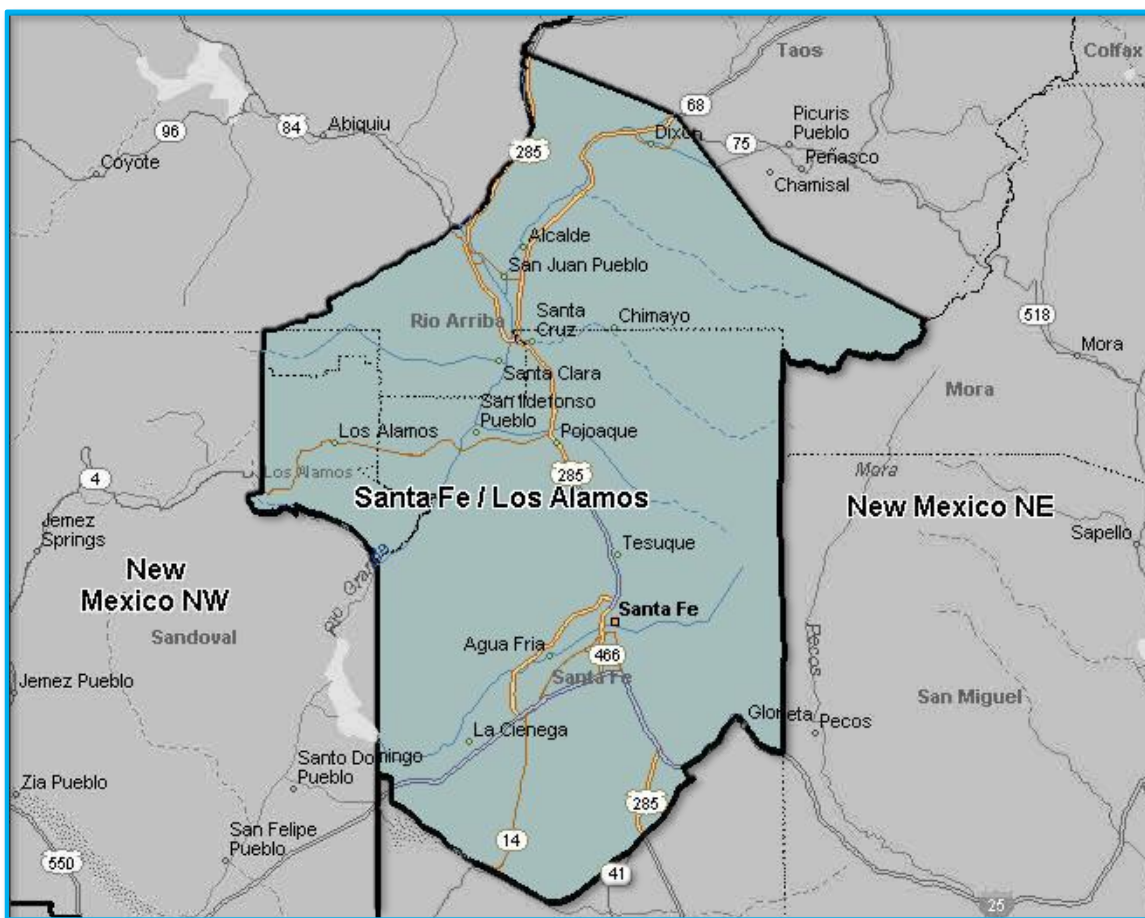 Taos
Colfax
68
96
84
Abiquiu
Dixon
Picuris
Pueblo
75
Peñasco
285
Coyote
Chamisal
Alcalde
San Juan Pueblo
Rio Arriba
Santa
Cruz
Chimayo
518
Mora
Santa Clara
Mora
San Ildefonso
Pueblo
Los Alamos
Pojoaque
4
Los Alamos
285
Mora
Santa Fe / Los Alamos
New Mexico NE
Jemez
Springs
Sapello
Tesuque
New
Mexico NW
Rio Grande
Santa Fe
Sandoval
Agua Fria
466
Pecos
Santa Fe
Jemez Pueblo
San Miguel
Glorieta
Pecos
La Cienega
Santo Domingo
Pueblo
Zia Pueblo
285
San Felipe
Pueblo
14
550
41
25